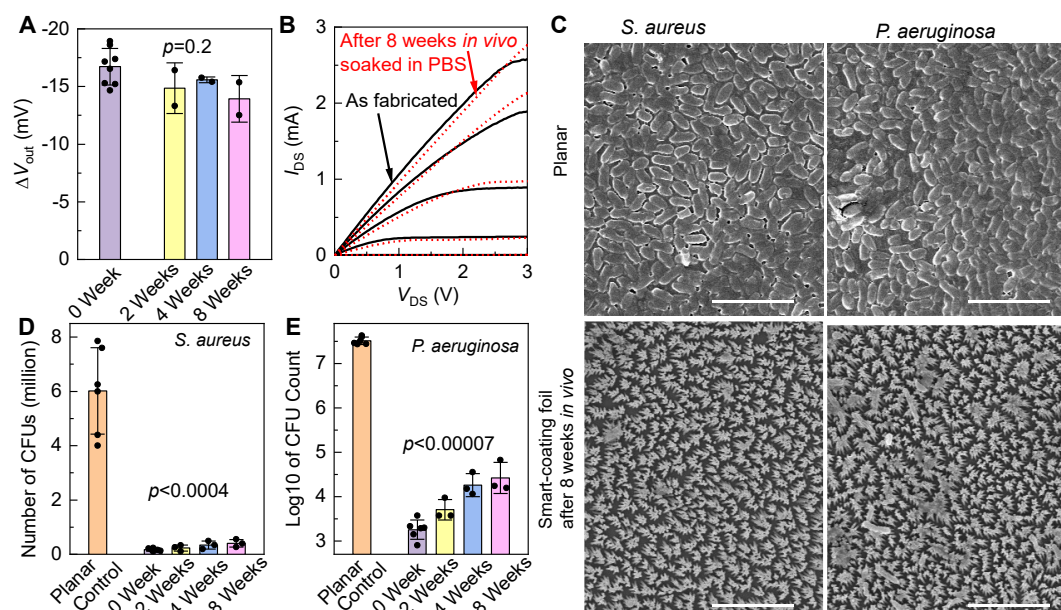 A
-20
-15
-10
-5
0
ΔVout (mV)
p=0.2
0 Week
2 Weeks
4 Weeks
8 Weeks
B
3
2
1
0
IDS (mA)
After 8 weeks in vivo
soaked in PBS
As fabricated
0
1
2
3
VDS (V)
C
S. aureus
P. aeruginosa
Planar
Smart-coating foil
after 8 weeks in vivo
D
8
6
4
2
0
Number of CFUs (million)
S. aureus
p<0.0004
Planar
Control
0 Week
2 Weeks
4 Weeks
8 Weeks
E
7
6
5
4
3
Log10 of CFU Count
P. aeruginosa
p<0.00007
Planar
Control
0 Week
2 Weeks
4 Weeks
8 Weeks